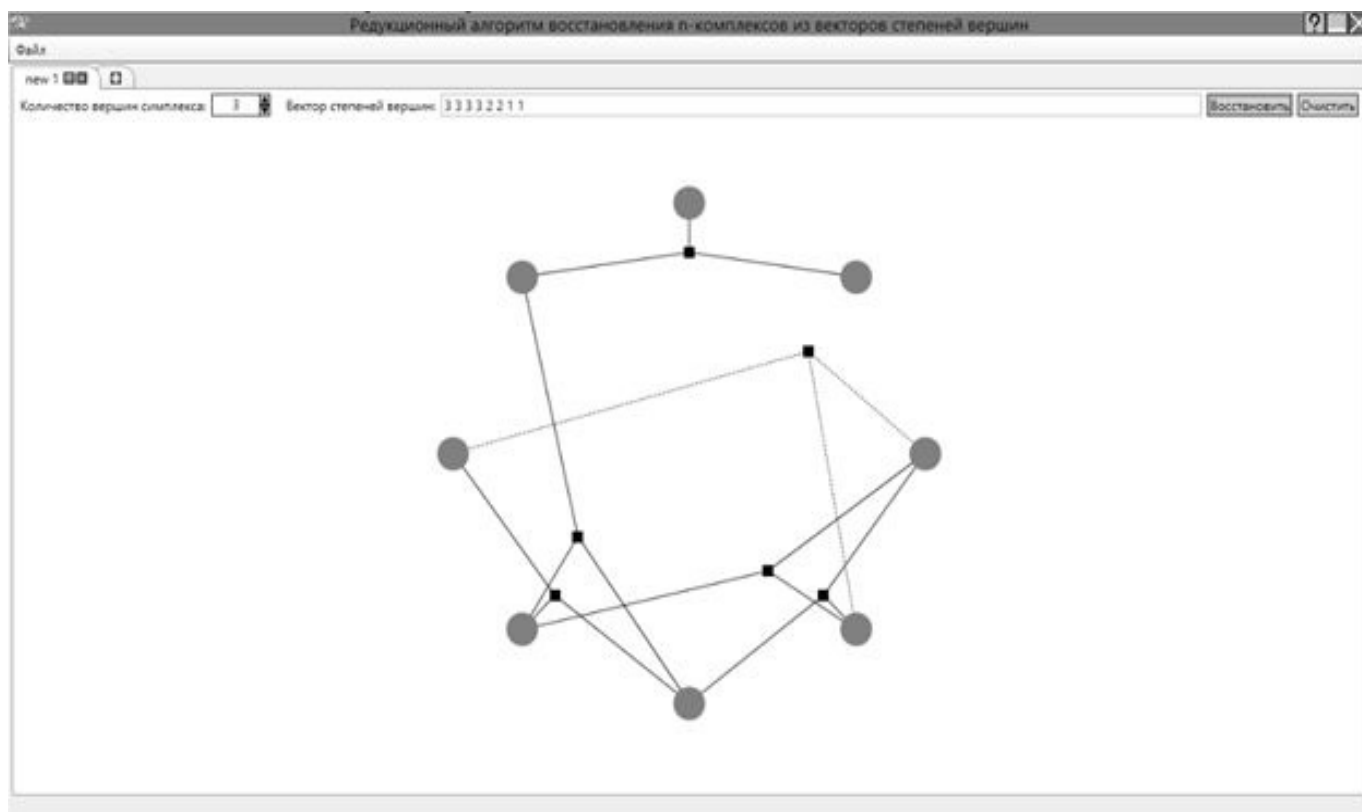 Редукционный алгоритм восстановления n-комплексов из векторов степеней вершин
Файл
new 1
Количество вершин симплекса: 3 Вектор степеней вершин: 3 3 3 3 2 2 1 1 Восстановить Очистить